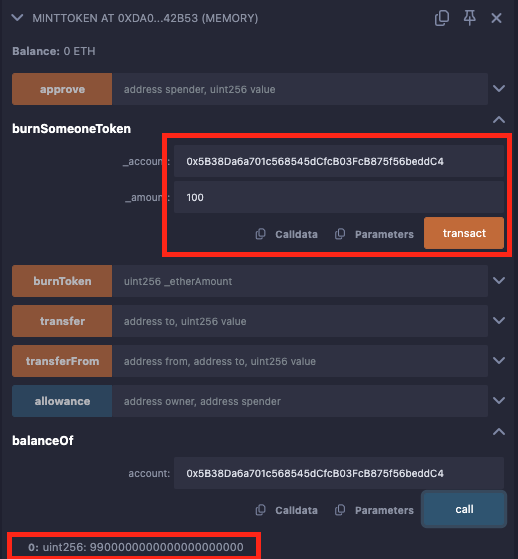 MINTTOKEN AT 0XDA0...42B53 (MEMORY)
Balance: 0 ETH
approve address spender, uint256 value
burnSomeoneToken
_account: 0x5B38Da6a701c568545dCfcB03FcB875f56beddC4
_amount: 100
Calldata Parameters transact
burnToken uint256 _etherAmount
transfer address to, uint256 value
transferFrom address from, address to, uint256 value
allowance address owner, address spender
balanceOf
account: 0x5B38Da6a701c568545dCfcB03FcB875f56beddC4
Calldata Parameters call
0: uint256: 9900000000000000000000